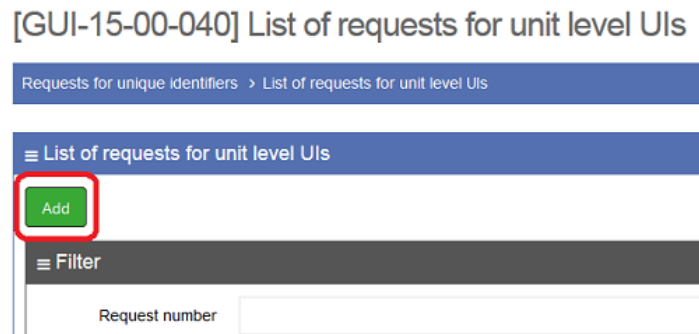 [GUI-15-00-040] List of requests for unit level UIs
Requests for unique identifiers > List of requests for unit level UIs
≡ List of requests for unit level UIs
Add
≡ Filter
Request number